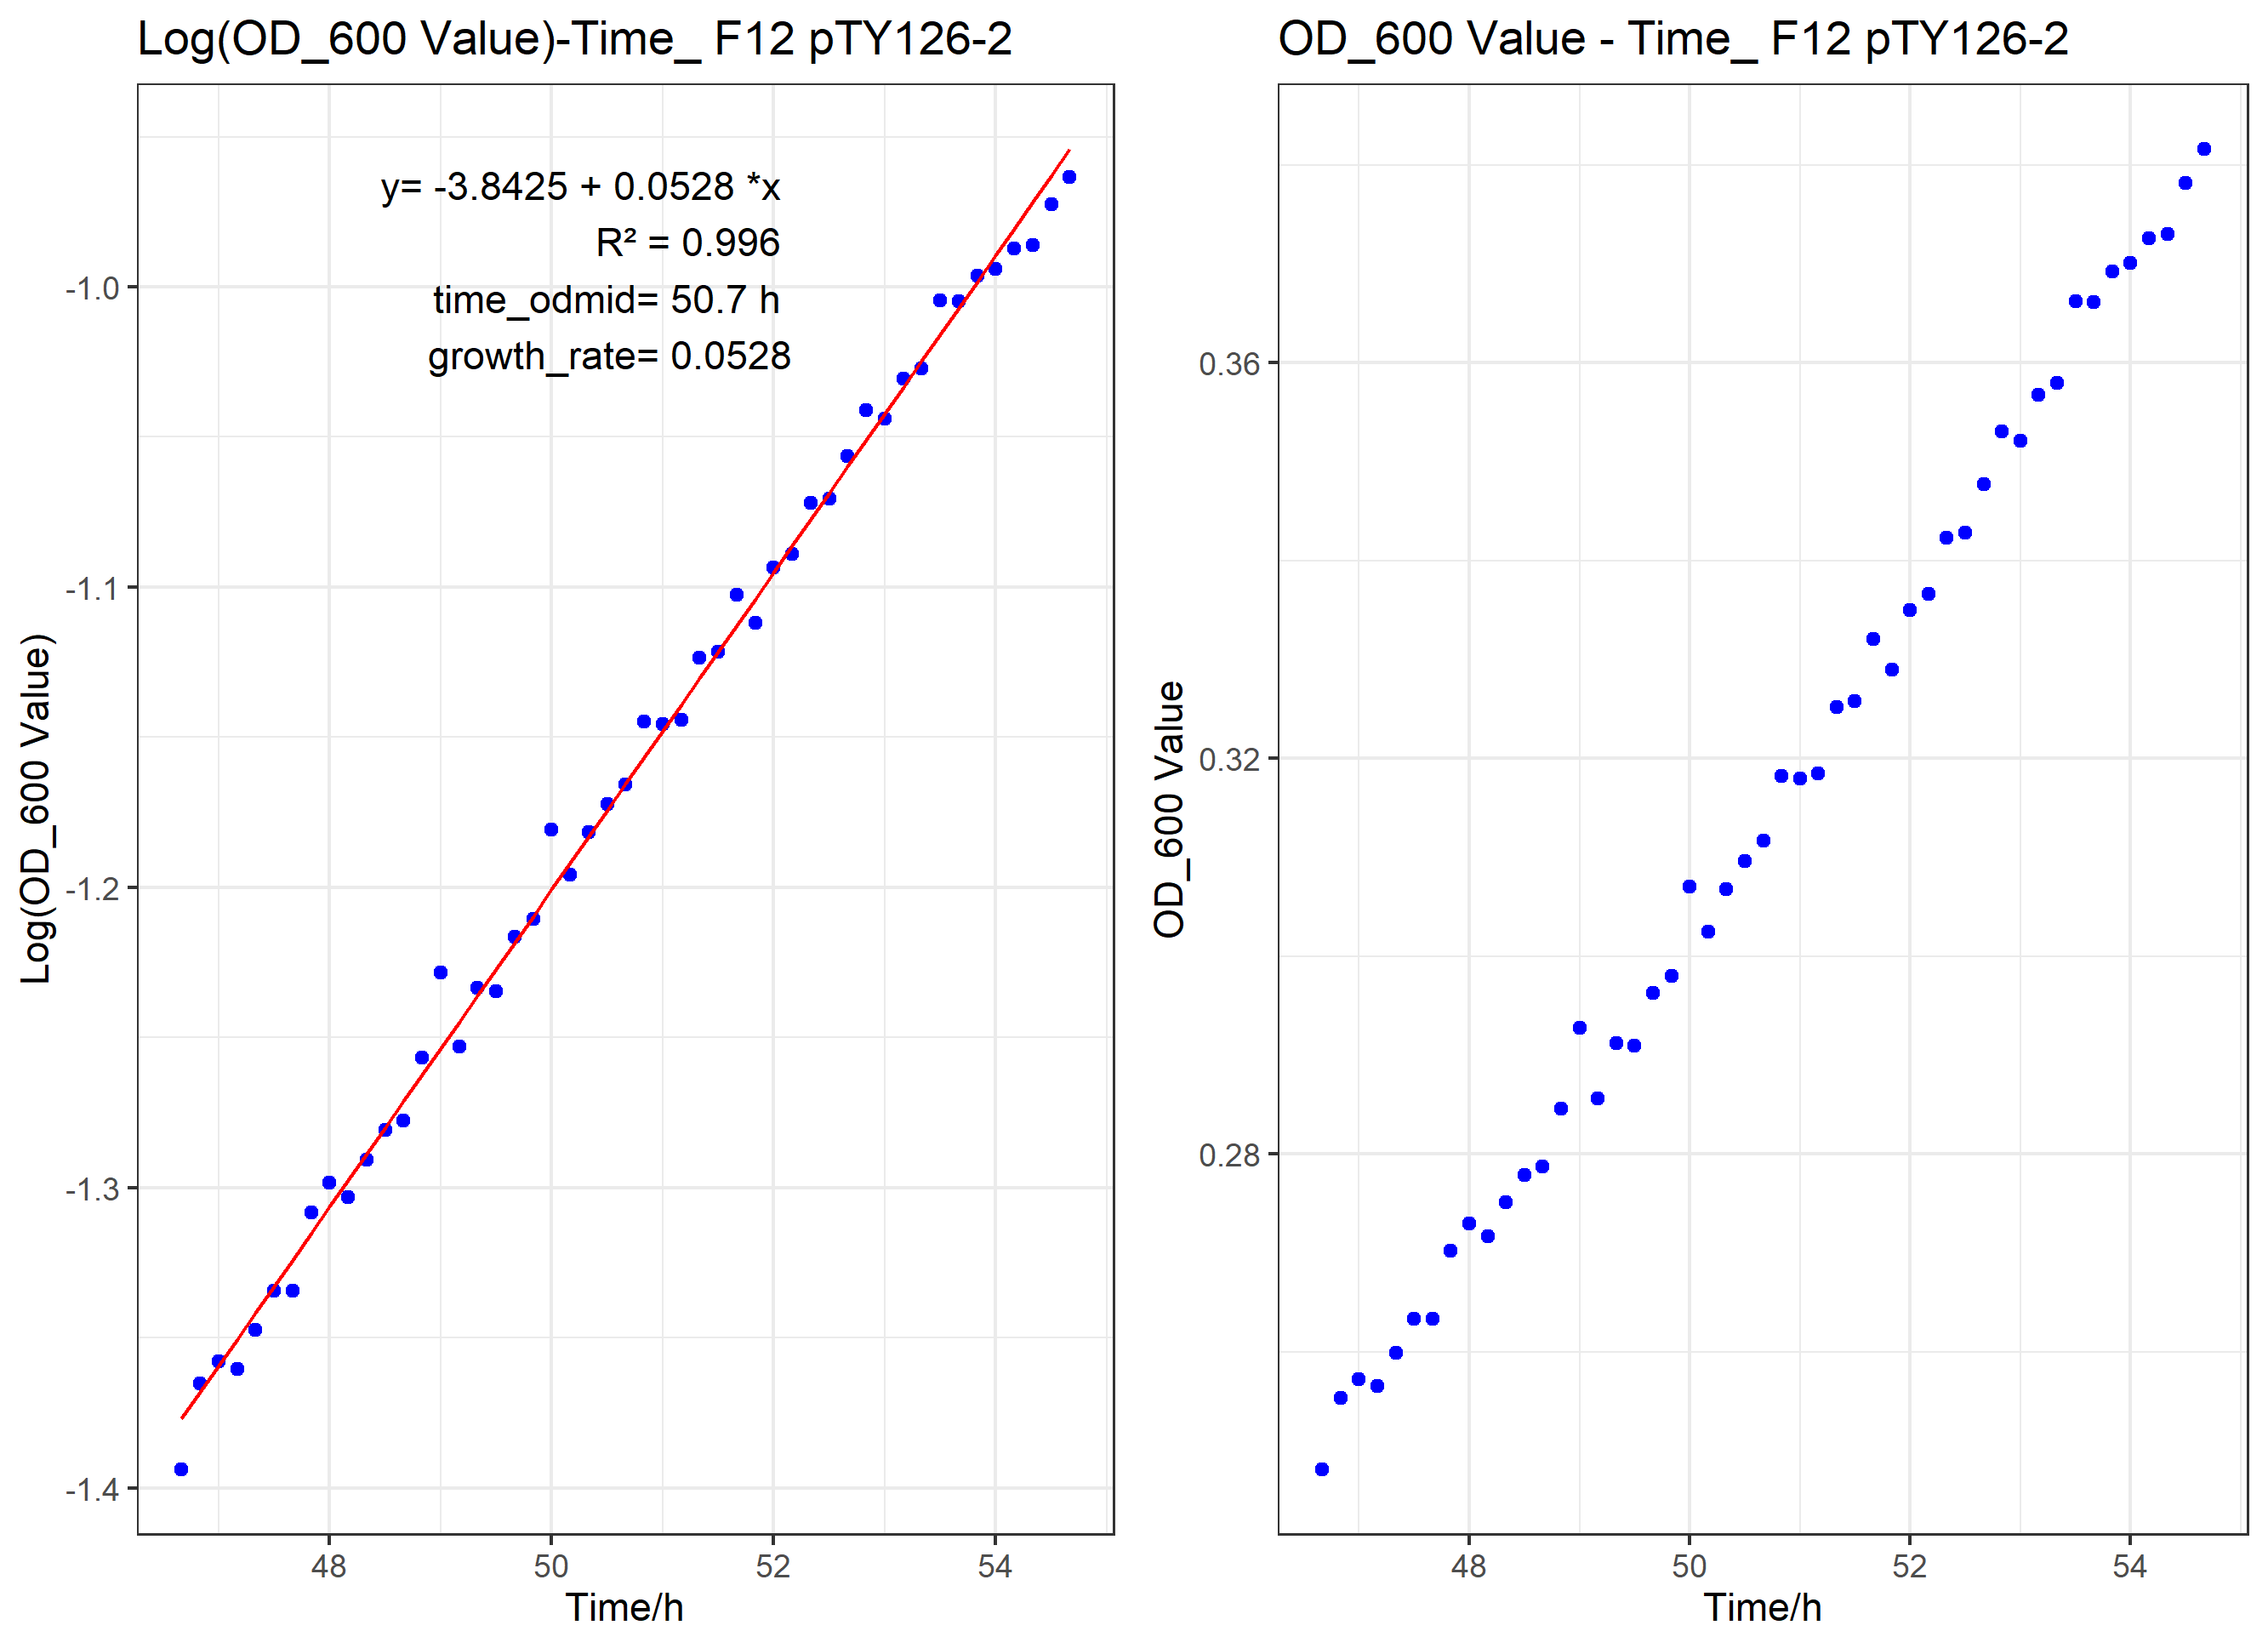 Log(OD_600 Value)-Time_ F12 pTY126-2
y= -3.8425 + 0.0528 *x
R² = 0.996
time_odmid= 50.7 h
growth_rate= 0.0528
-1.0
-1.1
-1.2
-1.3
-1.4
Log(OD_600 Value)
48 50 52 54
Time/h
OD_600 Value - Time_ F12 pTY126-2
0.36
0.32
0.28
OD_600 Value
48 50 52 54
Time/h